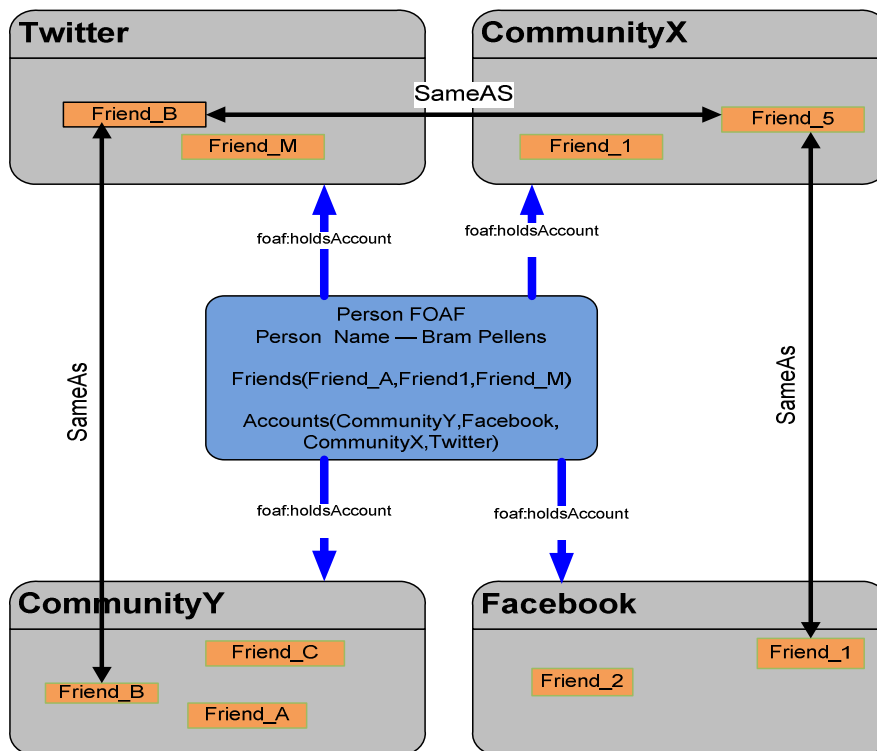 Twitter
CommunityX
SameAS
Friend_B
Friend_5
Friend_M
Friend_1
foaf:holdsAccount
foaf:holdsAccount
Person FOAF
Person Name — Bram Pellens
Friends(Friend_A,Friend1,Friend_M)
Accounts(CommunityY,Facebook,
CommunityX,Twitter)
SameAs
SameAs
foaf:holdsAccount
foaf:holdsAccount
CommunityY
Facebook
Friend_C
Friend_1
Friend_B
Friend_2
Friend_A